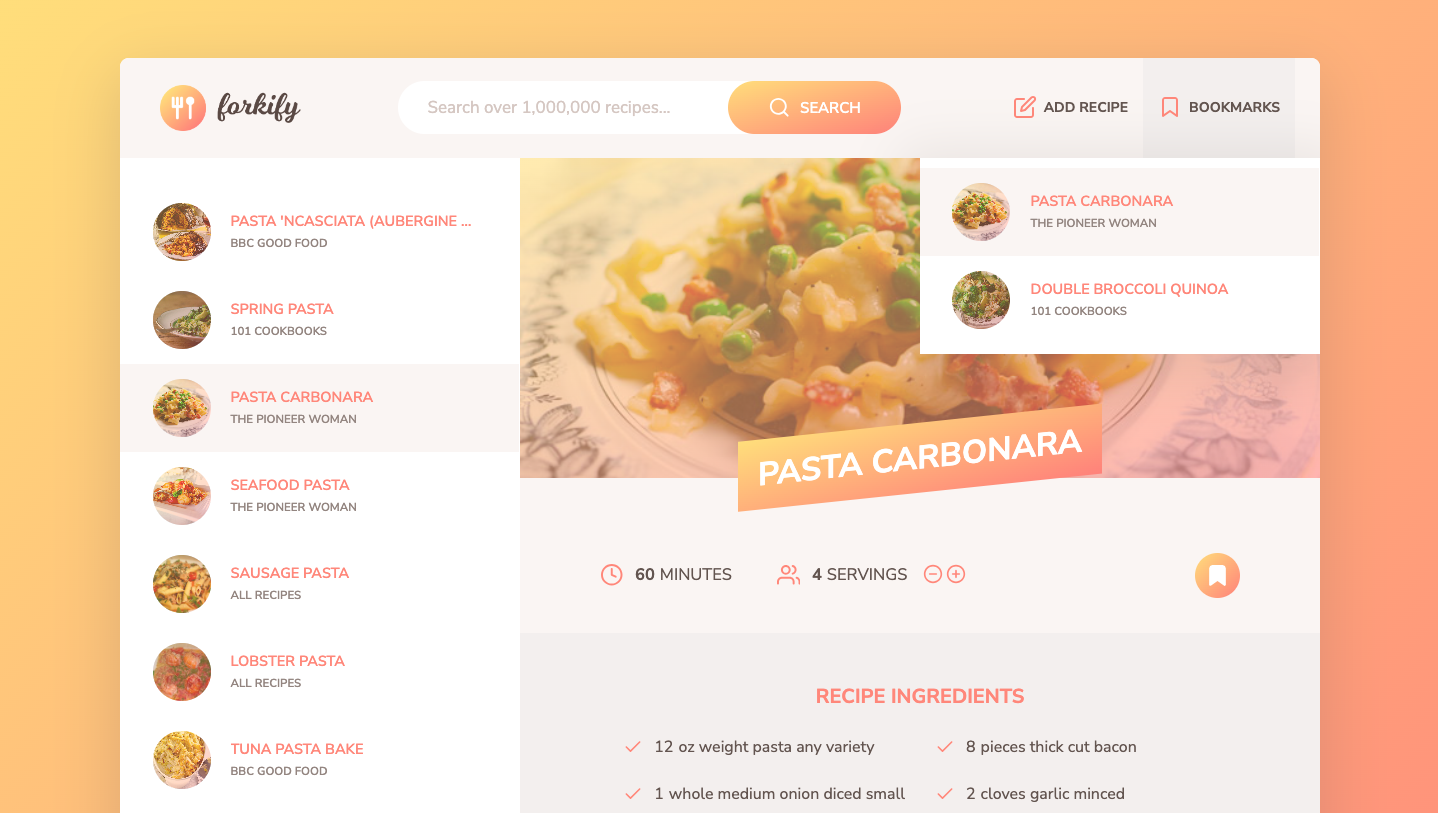 forkify
Search over 1,000,000 recipes...
SEARCH
ADD RECIPE
BOOKMARKS
PASTA 'NCASCIATA (AUBERGINE ...
BBC GOOD FOOD
SPRING PASTA
101 COOKBOOKS
PASTA CARBONARA
THE PIONEER WOMAN
SEAFOOD PASTA
THE PIONEER WOMAN
SAUSAGE PASTA
ALL RECIPES
LOBSTER PASTA
ALL RECIPES
TUNA PASTA BAKE
BBC GOOD FOOD
PASTA CARBONARA
THE PIONEER WOMAN
DOUBLE BROCCOLI QUINOA
101 COOKBOOKS
PASTA CARBONARA
60 MINUTES
4 SERVINGS
RECIPE INGREDIENTS
12 oz weight pasta any variety
8 pieces thick cut bacon
1 whole medium onion diced small
2 cloves garlic minced